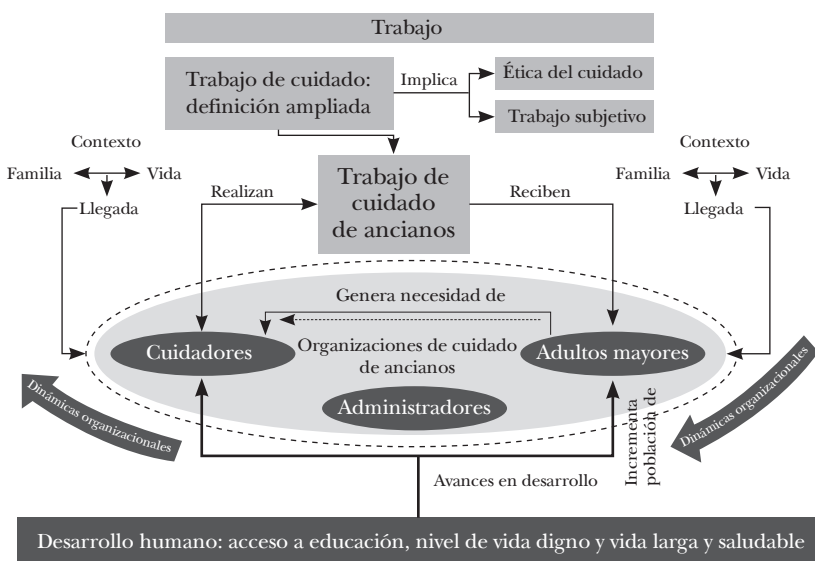 Trabajo
Trabajo de cuidado:
definición ampliada
Implica
Ética del cuidado
Trabajo subjetivo
Contexto
Familia
Vida
Llegada
Contexto
Familia
Vida
Llegada
Realizan
Trabajo de
cuidado
de ancianos
Reciben
Genera necesidad de
Cuidadores
Organizaciones de cuidado
de ancianos
Adultos mayores
Administradores
Dinámicas organizacionales
Dinámicas organizacionales
Incrementa
población de
Avances en desarrollo
Desarrollo humano: acceso a educación, nivel de vida digno y vida larga y saludable